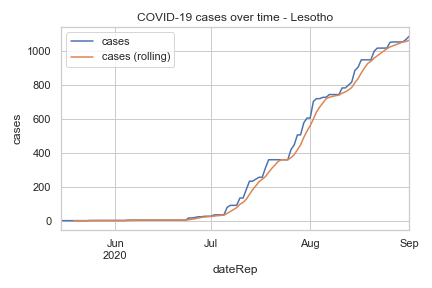 COVID-19 cases over time - Lesotho
cases
cases (rolling)
1000
800
600
400
200
0
cases
Jun
2020
Jul
Aug
Sep
dateRep